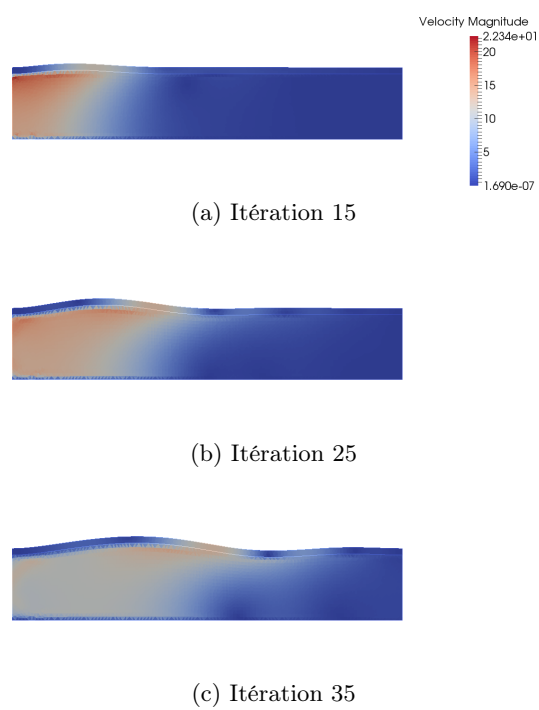 Velocity Magnitude
2.234e+01
20
15
10
5
1.690e-07
(a) Itération 15
(b) Itération 25
(c) Itération 35